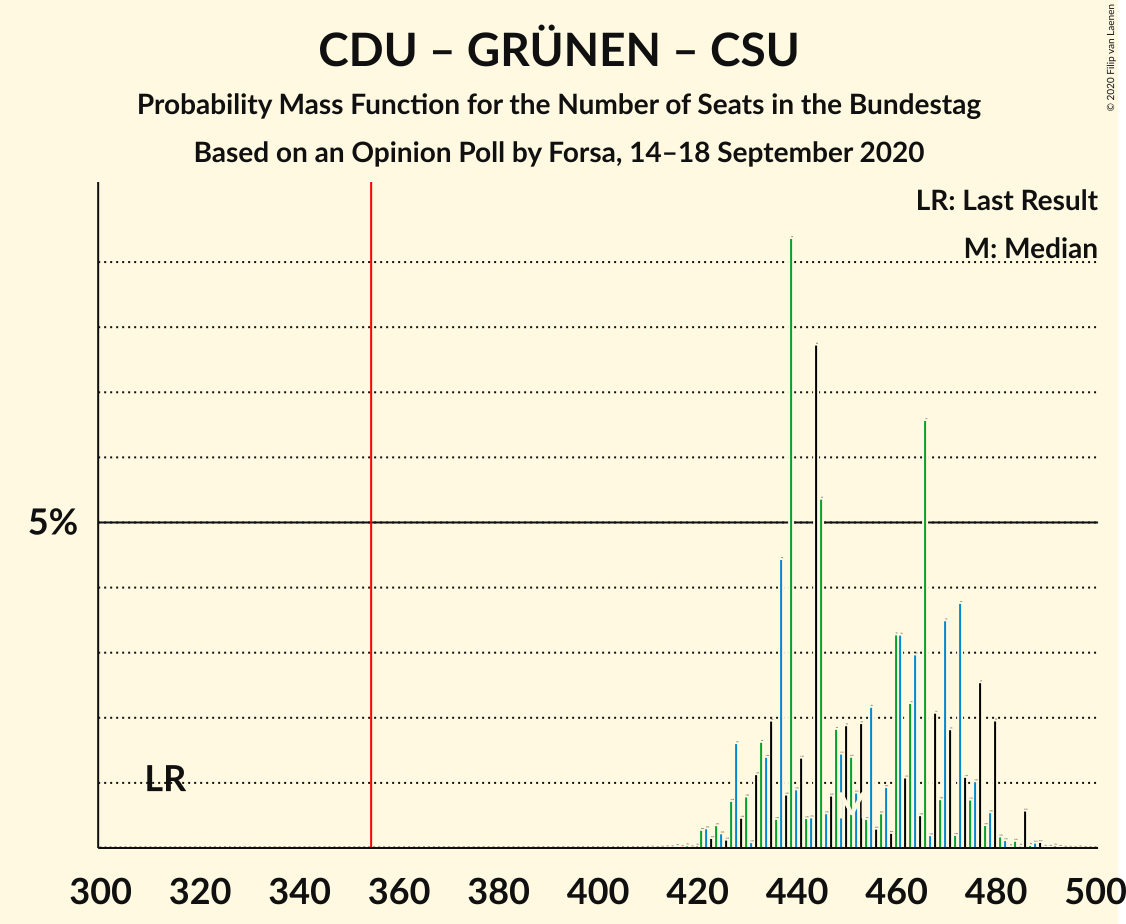 CDU – GRÜNEN – CSU
Probability Mass Function for the Number of Seats in the Bundestag
Based on an Opinion Poll by Forsa, 14–18 September 2020
© 2020 Filip van Laenen
LR: Last Result
M: Median
5%
LR
300 320 340 360 380 400 420 440 460 480 500